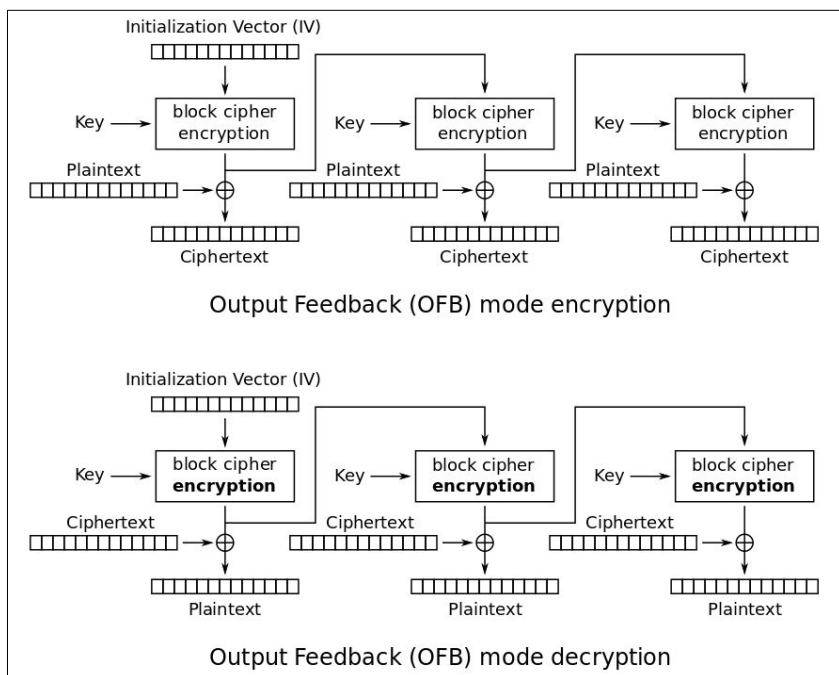 Initialization Vector (IV)
Key
block cipher
encryption
Key
block cipher
encryption
Key
block cipher
encryption
Plaintext
Plaintext
Plaintext
Ciphertext
Ciphertext
Ciphertext
Output Feedback (OFB) mode encryption
Initialization Vector (IV)
Key
block cipher
encryption
Key
block cipher
encryption
Key
block cipher
encryption
Ciphertext
Ciphertext
Ciphertext
Plaintext
Plaintext
Plaintext
Output Feedback (OFB) mode decryption